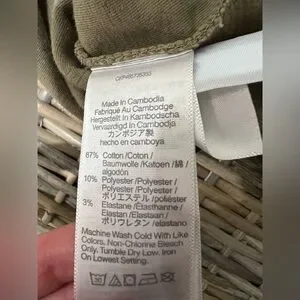 Made In Cambodia
Fabriqué Au Cambodge
Hergestellt In Kambodscha
Vervaardigd In Cambodja
カンボジア製
hecho en camboya
87% Cotton /Coton /
Baumwolle /Katoen /綿 /
algodón
10% Polyester /Polyester /
Polyester /Polyester /
ポリエステル /poliéster
3% Elastane /Élasthanne /
Elastan /Elastaan /
ポリウレタン /elastano
Machine Wash Cold With Like
Colors. Non-Chlorine Bleach
Only. Tumble Dry Low. Iron
On Lowest Setting.